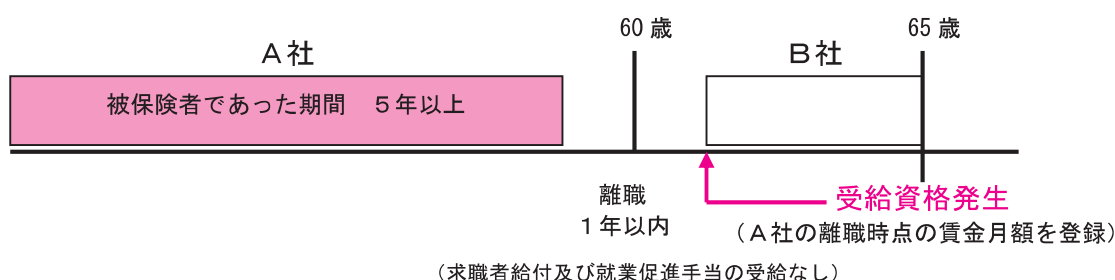 60歳
65歳
A社
B社
被保険者であった期間　５年以上
離職
１年以内
受給資格発生
（A社の離職時点の賃金月額を登録）
（求職者給付及び就業促進手当の受給なし）